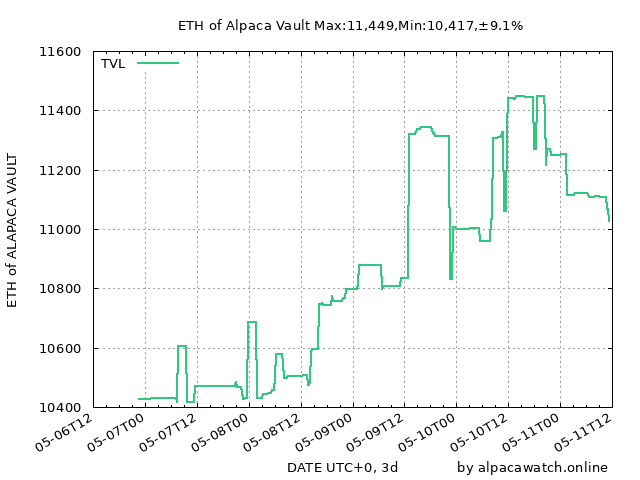 ETH of Alpaca Vault Max:11,449,Min:10,417,±9.1%
TVL
ETH of ALAPACA VAULT
11600
11400
11200
11000
10800
10600
10400
05-06T12
05-07T00
05-07T12
05-08T00
05-08T12
05-09T00
05-09T12
05-10T00
05-10T12
05-11T00
05-11T12
DATE UTC+0, 3d
by alpacawatch.online